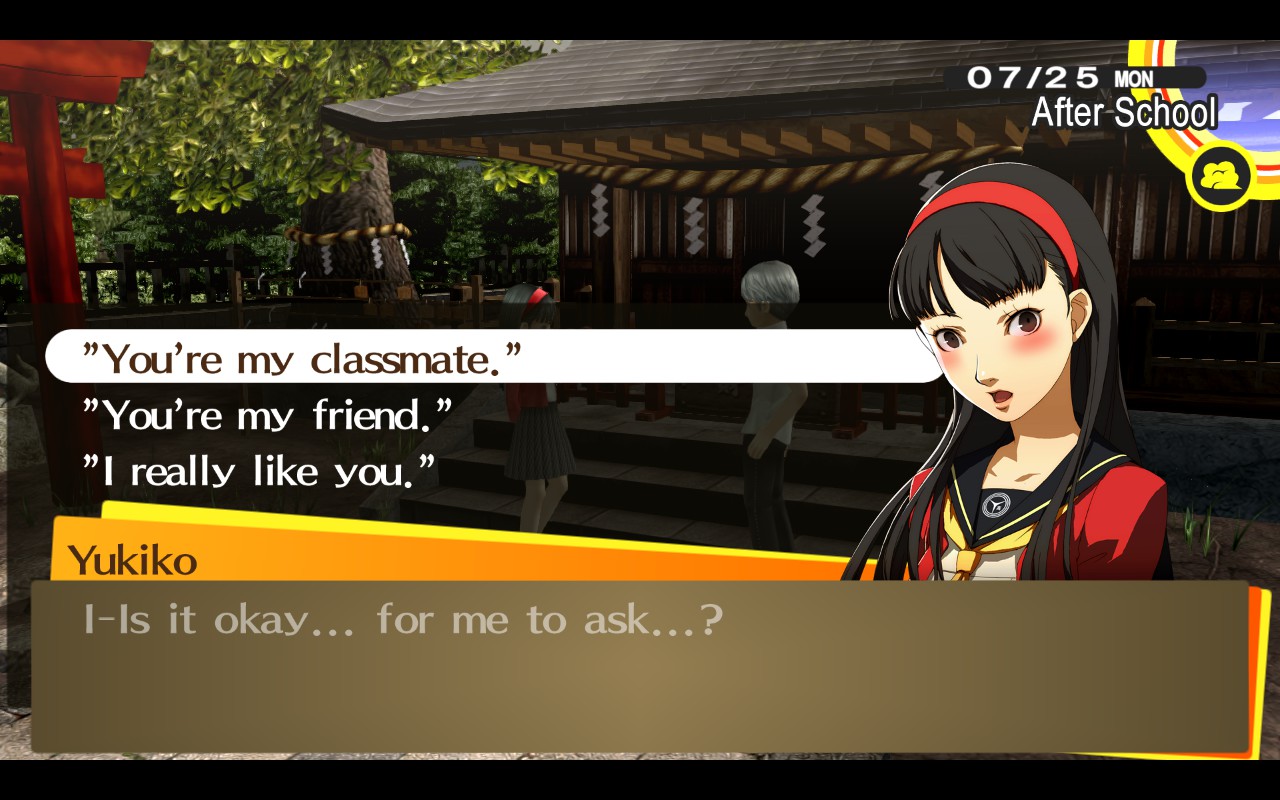 07/25 MON
After School
”You’re my classmate.”
”You’re my friend.”
”I really like you.”
Yukiko
I-Is it okay... for me to ask...?